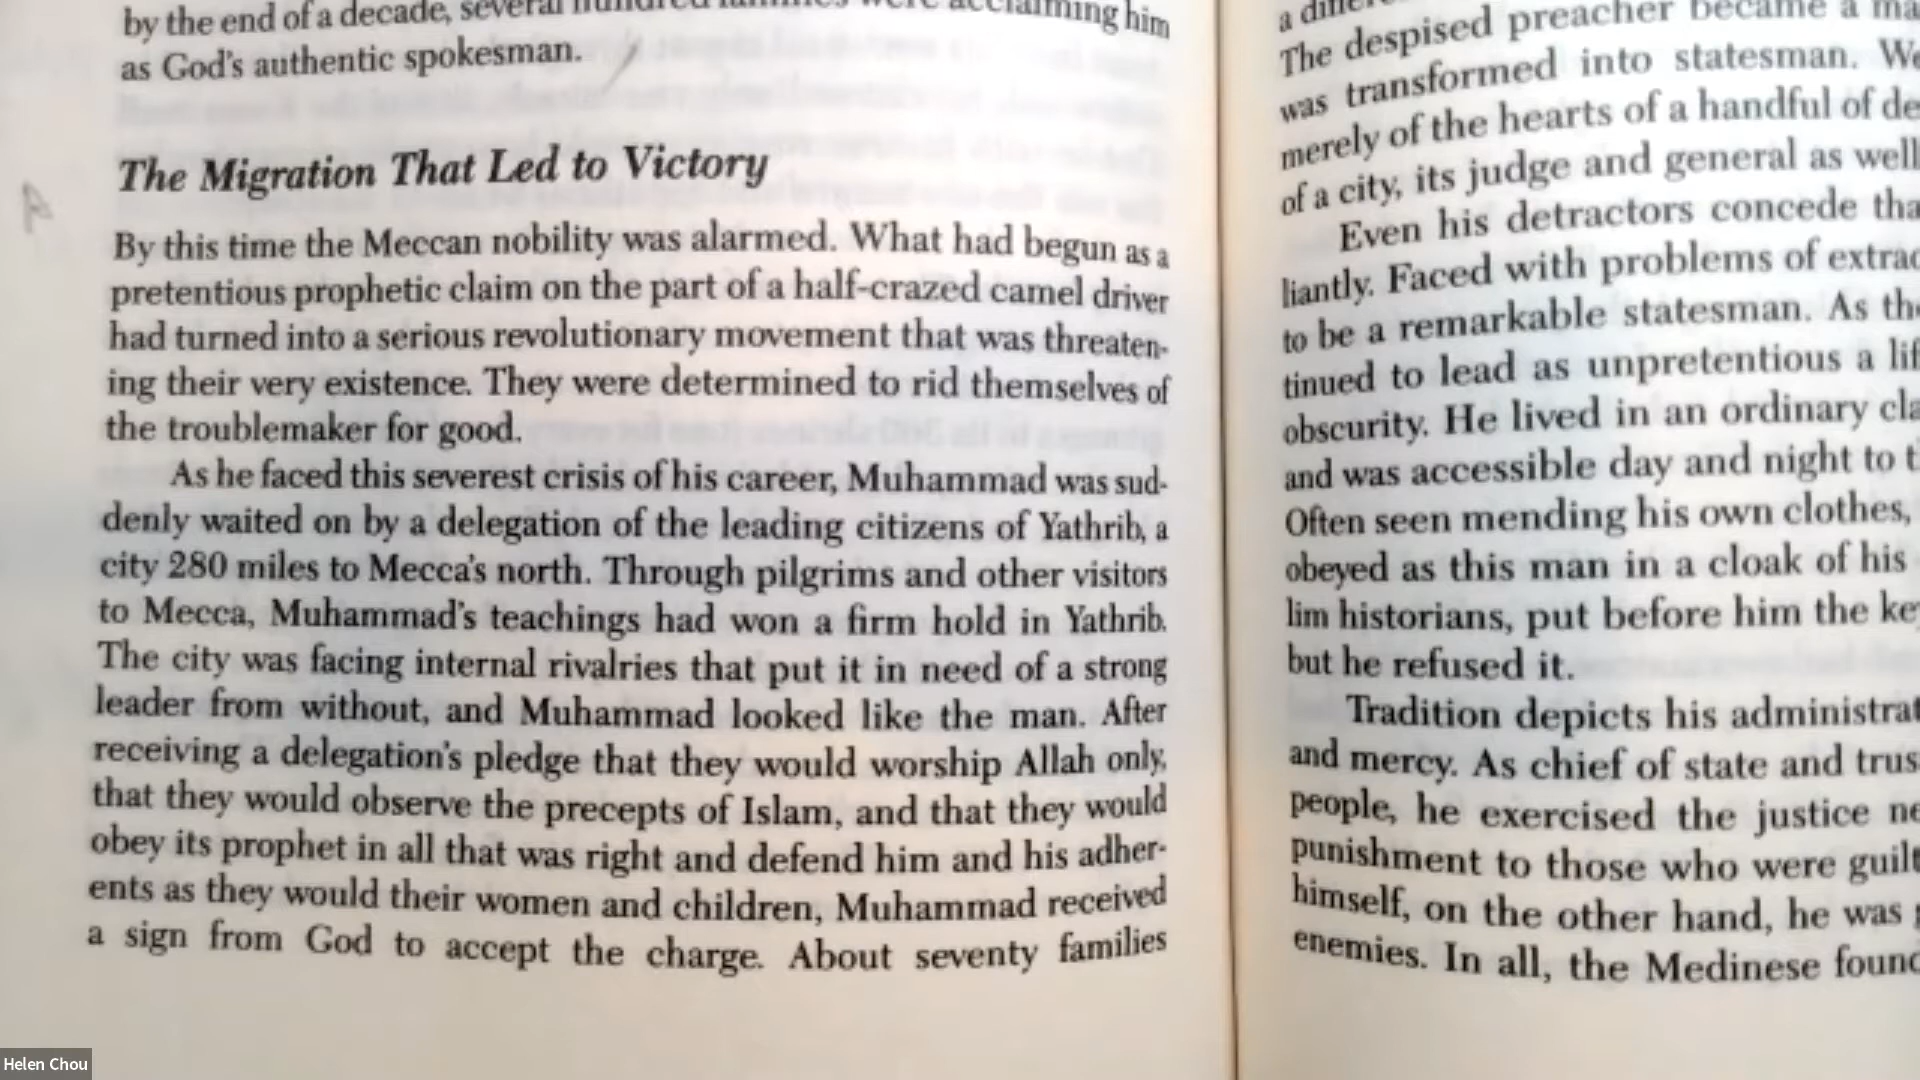 by the end of a decade, several hundred families were acclaiming him
as God's authentic spokesman.
The Migration That Led to Victory
A
By this time the Meccan nobility was alarmed. What had begun as a
pretentious prophetic claim on the part of a half-crazed camel driver
had turned into a serious revolutionary movement that was threaten-
ing their very existence. They were determined to rid themselves of
the troublemaker for good.
As he faced this severest crisis of his career, Muhammad was sud-
denly waited on by a delegation of the leading citizens of Yathrib, a
city 280 miles to Mecca's north. Through pilgrims and other visitors
to Mecca, Muhammad's teachings had won a firm hold in Yathrib.
The city was facing internal rivalries that put it in need of a strong
leader from without, and Muhammad looked like the man. After
receiving a delegation's pledge that they would worship Allah only,
that they would observe the precepts of Islam, and that they would
obey its prophet in all that was right and defend him and his adher-
ents as they would their women and children, Muhammad received
a sign from God to accept the charge. About seventy families
a
The despised preacher became a ma
was transformed into statesman. We
merely of the hearts of a handful of de
of a city, its judge and general as well
Even his detractors concede tha
liantly. Faced with problems of extrac
to be a remarkable statesman. As the
tinued to lead as unpretentious a lif
obscurity. He lived in an ordinary cla
and was accessible day and night to t
Often seen mending his own clothes,
obeyed as this man in a cloak of his
lim historians, put before him the key
but he refused it.
Tradition depicts his administrat
and mercy. As chief of state and trus
people, he exercised the justice ne
punishment to those who were guilt
himself, on the other hand, he was
enemies. In all, the Medinese found
Helen Chou